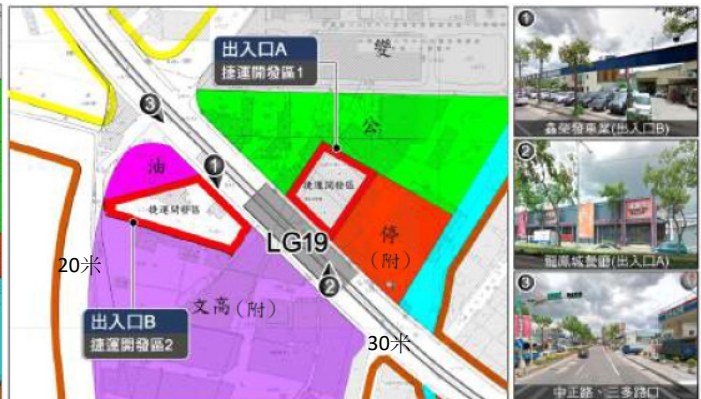 出入口A
捷運開發區1
變
公
捷運開發區
停
(附)
油
捷運開發區
LG19
20米
文高(附)
30米
出入口B
捷運開發區2
3
1
2
1
鑫榮發車業(出入口B)
2
龍鳳城餐廳(出入口A)
3
中正路、三多路口